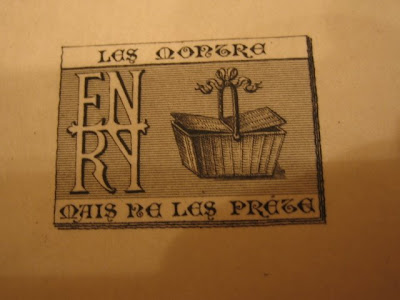 LES MONTRE
EN
RY
MAIS NE LES PRÊTE